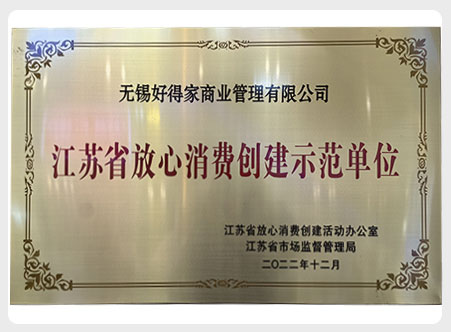 无锡好得家商业管理有限公司
江苏省放心消费创建示范单位
江苏省放心消费创建活动办公室
江苏省市场监督管理局
二〇二二年十二月